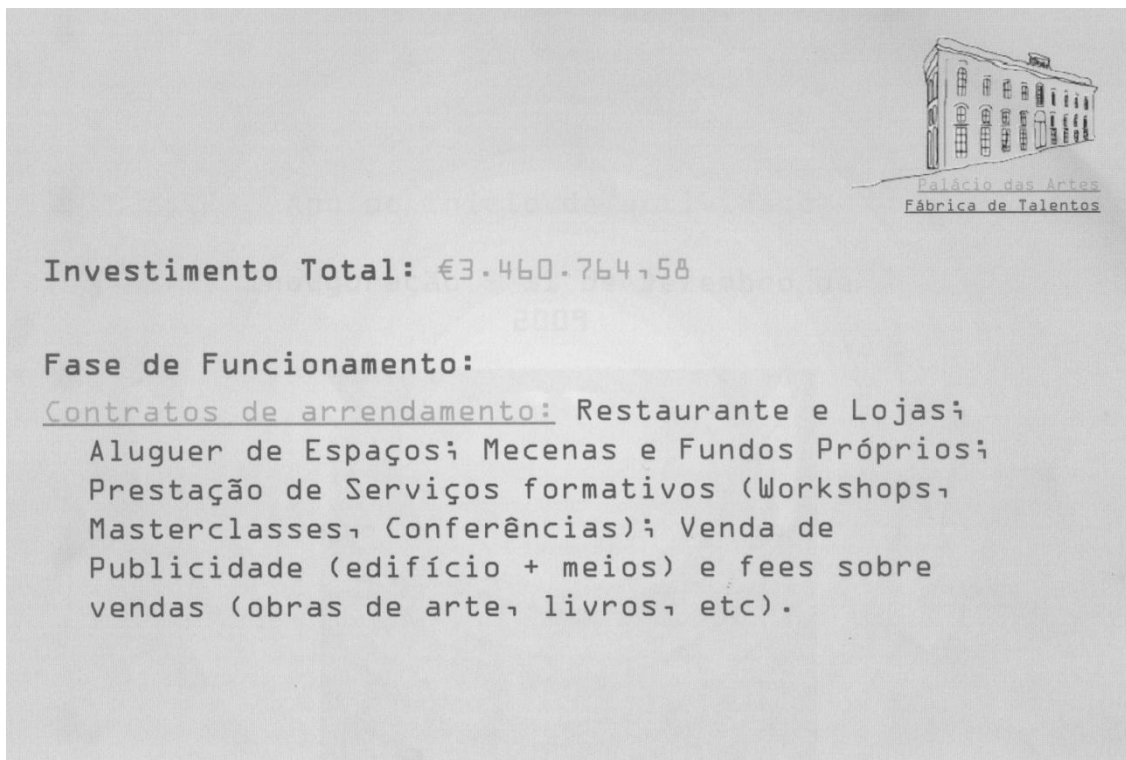 Palácio das Artes
Fábrica de Talentos
Investimento Total: €3.460.764,58
2009
Fase de Funcionamento:
Contratos de arrendamento: Restaurante e Lojas;
Aluguer de Espaços; Mecenas e Fundos Próprios;
Prestação de Serviços formativos (Workshops,
Masterclasses, Conferências); Venda de
Publicidade (edifício + meios) e fees sobre
vendas (obras de arte, livros, etc).